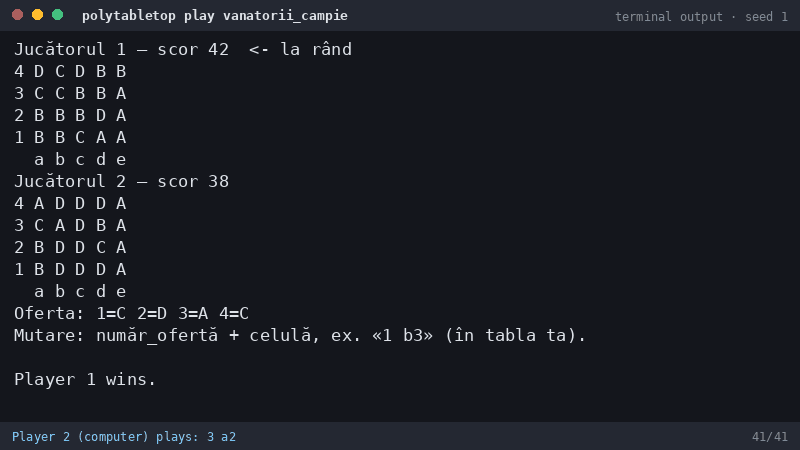 polytabletop play vanatorii_campie
terminal output · seed 1
Jucătorul 1 — scor 42  <- la rând
4 D C D B B
3 C C B B A
2 B B B D A
1 B B C A A
  a b c d e
Jucătorul 2 — scor 38
4 A D D D A
3 C A D B A
2 B D D C A
1 B D D D A
  a b c d e
Oferta: 1=C 2=D 3=A 4=C
Mutare: număr_ofertă + celulă, ex. «1 b3» (în tabla ta).
Player 1 wins.
Player 2 (computer) plays: 3 a2
41/41